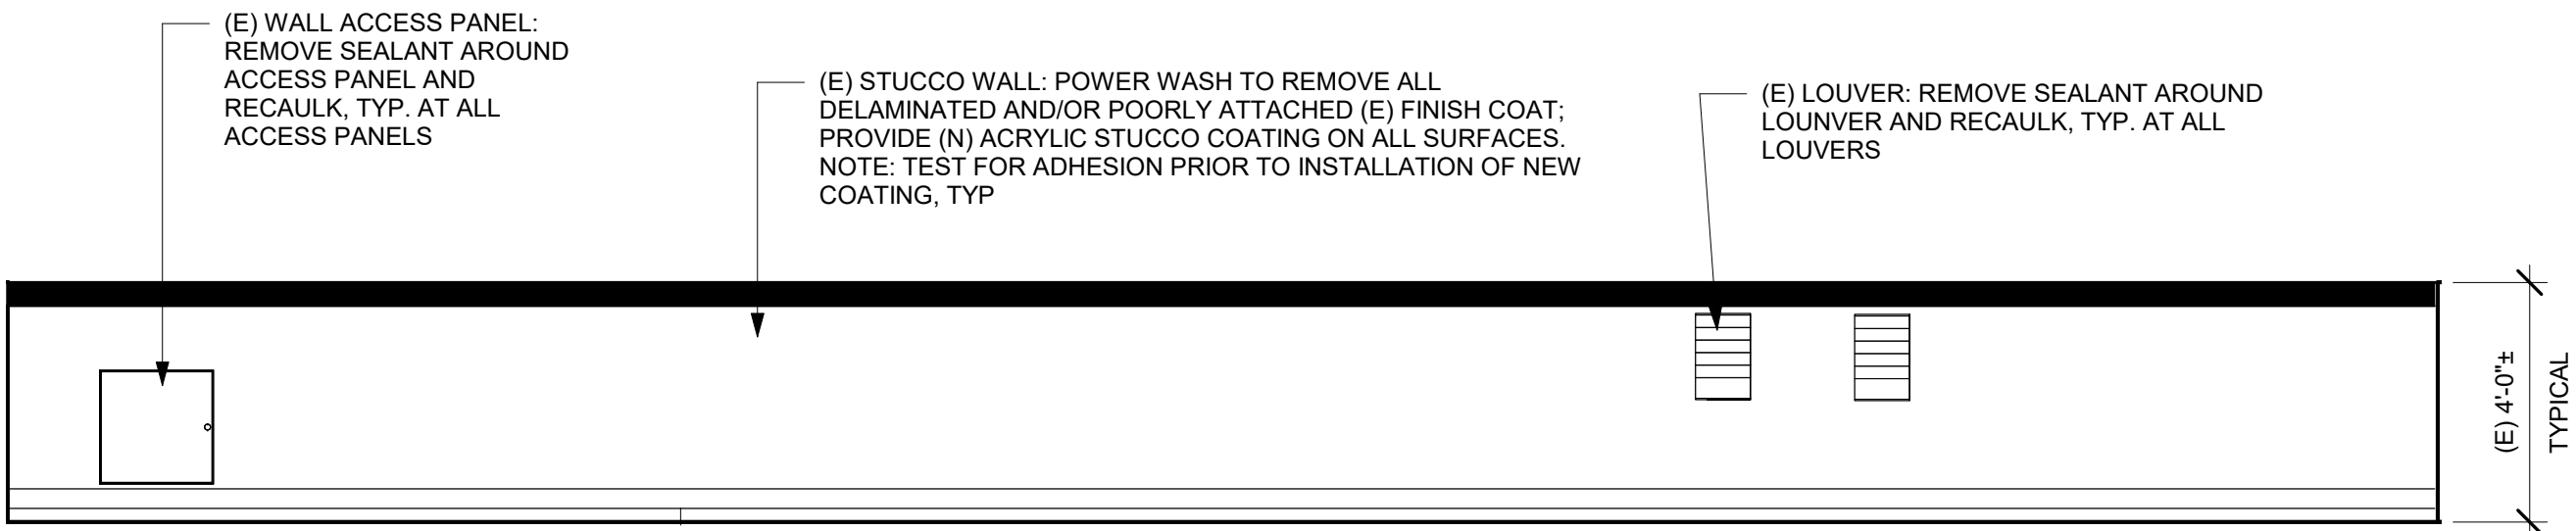 (E) WALL ACCESS PANEL:
REMOVE SEALANT AROUND
ACCESS PANEL AND
RECAULK, TYP. AT ALL
ACCESS PANELS
(E) STUCCO WALL: POWER WASH TO REMOVE ALL
DELAMINATED AND/OR POORLY ATTACHED (E) FINISH COAT;
PROVIDE (N) ACRYLIC STUCCO COATING ON ALL SURFACES.
NOTE: TEST FOR ADHESION PRIOR TO INSTALLATION OF NEW
COATING, TYP
(E) LOUVER: REMOVE SEALANT AROUND
LOUNVER AND RECAULK, TYP. AT ALL
LOUVERS
(E) 4'-0"±
TYPICAL